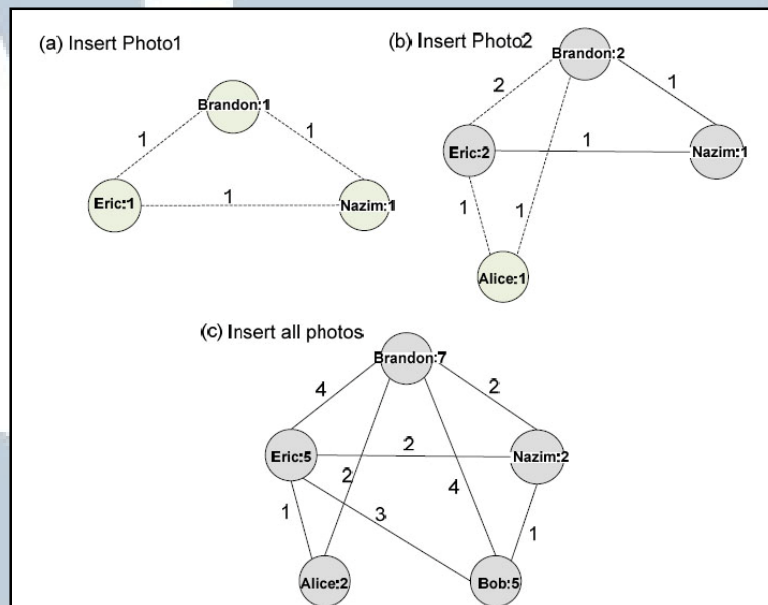 (a) Insert Photo1
Brandon:1
1
1
Eric:1
1
Nazim:1
(b) Insert Photo2
Brandon:2
2
1
Eric:2
1
Nazim:1
1
1
Alice:1
(c) Insert all photos
Brandon:7
4
2
Eric:5
2
Nazim:2
2
4
1
3
1
Alice:2
Bob:5